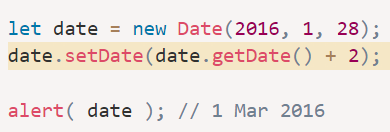 let date = new Date(2016, 1, 28);
date.setDate(date.getDate() + 2);
alert( date ); // 1 Mar 2016